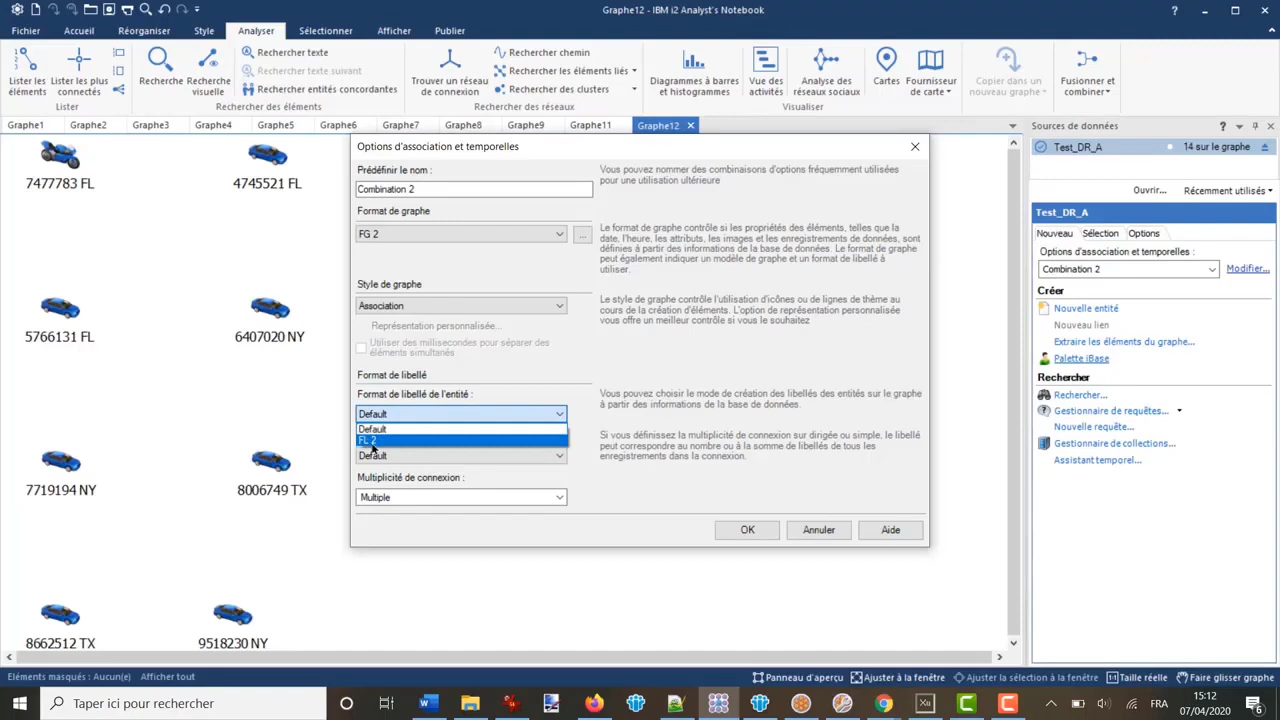 Graphe12 - IBM i2 Analyst's Notebook
Fichier Accueil Réorganiser Style Analyser Sélectionner Afficher Publier
Lister les éléments
Lister les plus connectés
Lister
Recherche
Recherche visuelle
Rechercher texte
Rechercher texte suivant
Rechercher entités concordantes
Rechercher des éléments
Trouver un réseau de connexion
Rechercher chemin
Rechercher les éléments liés
Rechercher des clusters
Rechercher des réseaux
Diagrammes à barres et histogrammes
Vue des activités
Analyse des réseaux sociaux
Cartes
Fournisseur de carte
Visualiser
Copier dans un nouveau graphe
Fusionner et combiner
Graphe1 Graphe2 Graphe3 Graphe4 Graphe5 Graphe6 Graphe7 Graphe8 Graphe9 Graphe11 Graphe12
7477783 FL
4745521 FL
5766131 FL
6407020 NY
7719194 NY
8006749 TX
8662512 TX
9518230 NY
Options d'association et temporelles
Prédéfinir le nom :
Combination 2
Vous pouvez nommer des combinaisons d'options fréquemment utilisées
pour une utilisation ultérieure
Format de graphe
FG 2
...
Le format de graphe contrôle si les propriétés des éléments, telles que la
date, l'heure, les attributs, les images et les enregistrements de données, sont
définies à partir des informations de la base de données. Le format de graphe
peut également indiquer un modèle de graphe et un format de libellé à
utiliser.
Style de graphe
Association
Représentation personnalisée...
Utiliser des millisecondes pour séparer des
éléments simultanés
Le style de graphe contrôle l'utilisation d'icônes ou de lignes de thème au
cours de la création d'éléments. L'option de représentation personnalisée
vous offre un meilleur contrôle si vous le souhaitez
Format de libellé
Format de libellé de l'entité :
Default
Default
FL 2
Default
Vous pouvez choisir le mode de création des libellés des entités sur le graphe
à partir des informations de la base de données.
Si vous définissez la multiplicité de connexion sur dirigée ou simple, le libellé
peut correspondre au nombre ou à la somme de libellés de tous les
enregistrements dans la connexion.
Multiplicité de connexion :
Multiple
OK Annuler Aide
Sources de données
Test_DR_A 14 sur le graphe
Ouvrir... Récemment utilisés
Test_DR_A
Nouveau Sélection Options
Options d'association et temporelles :
Combination 2 Modifier...
Créer
Nouvelle entité
Nouveau lien
Extraire les éléments du graphe...
Palette iBase
Rechercher
Rechercher...
Gestionnaire de requêtes...
Nouvelle requête...
Gestionnaire de collections...
Assistant temporel...
Eléments masqués : Aucun(e) Afficher tout
Panneau d'aperçu Ajuster à la fenêtre Ajuster la sélection à la fenêtre Taille réelle Faire glisser graphe
Taper ici pour rechercher
FRA
15:12
07/04/2020
6